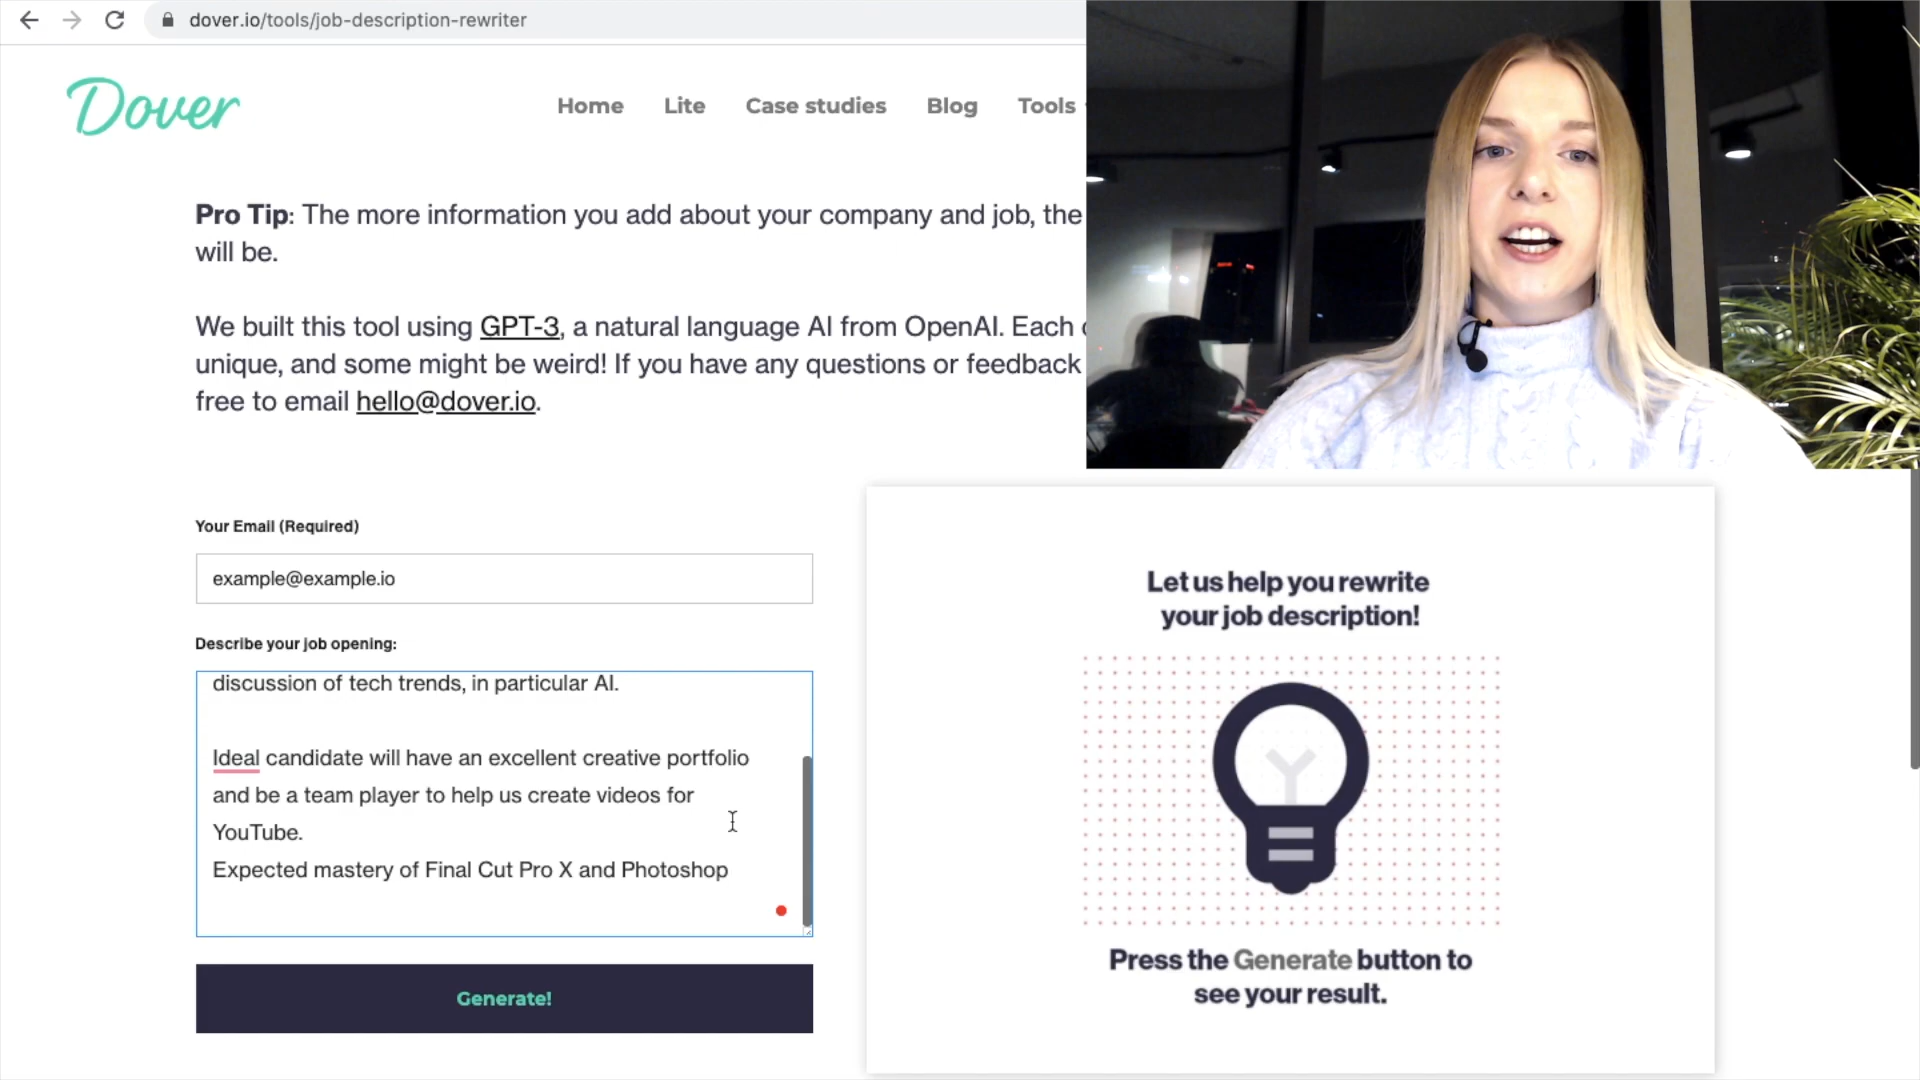 dover.io/tools/job-description-rewriter
Dover
Home Lite Case studies Blog Tools
Pro Tip: The more information you add about your company and job, the
will be.
We built this tool using GPT-3, a natural language AI from OpenAI. Each
unique, and some might be weird! If you have any questions or feedback
free to email hello@dover.io.
Your Email (Required)
example@example.io
Describe your job opening:
discussion of tech trends, in particular AI.
Ideal candidate will have an excellent creative portfolio
and be a team player to help us create videos for
YouTube.
Expected mastery of Final Cut Pro X and Photoshop
Generate!
Let us help you rewrite
your job description!
Press the Generate button to
see your result.